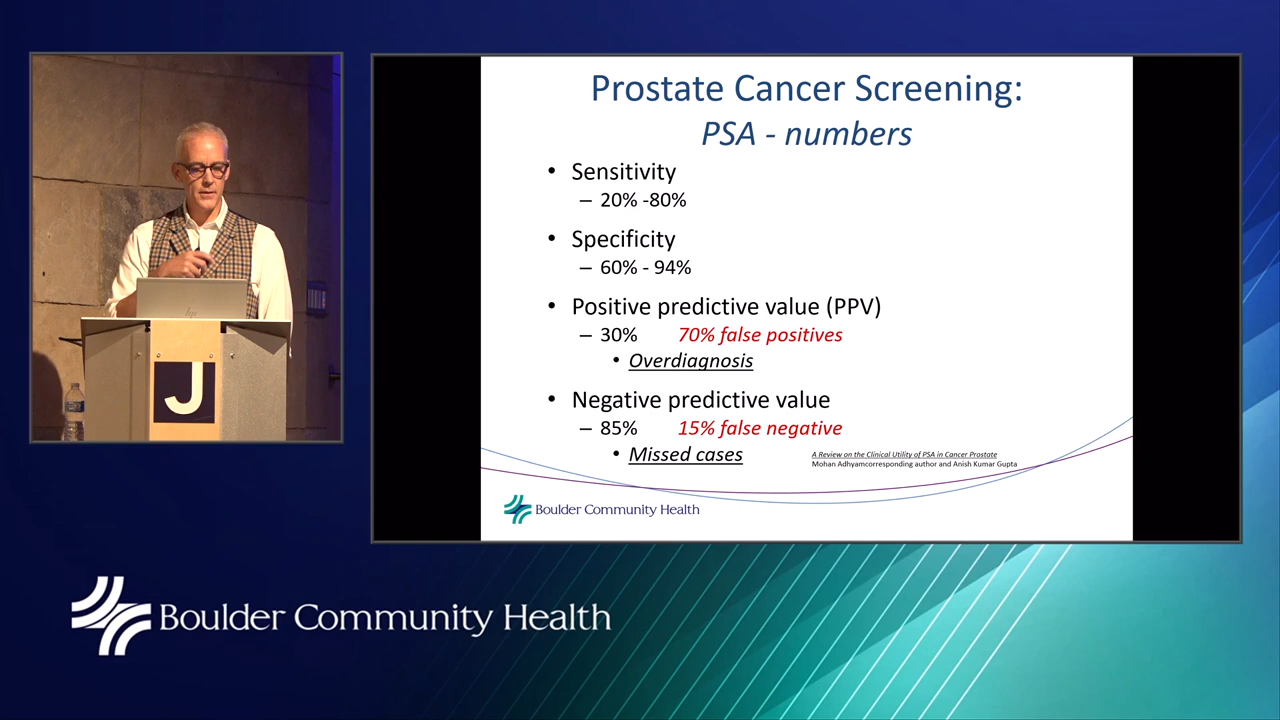 Prostate Cancer Screening:
PSA - numbers
• Sensitivity
– 20% -80%
• Specificity
– 60% - 94%
• Positive predictive value (PPV)
– 30% 70% false positives
• Overdiagnosis
• Negative predictive value
– 85% 15% false negative
• Missed cases
A Review on the Clinical Utility of PSA in Cancer Prostate
Mohan Adhyamcorresponding author and Anish Kumar Gupta
Boulder Community Health
hp
J
Boulder Community Health